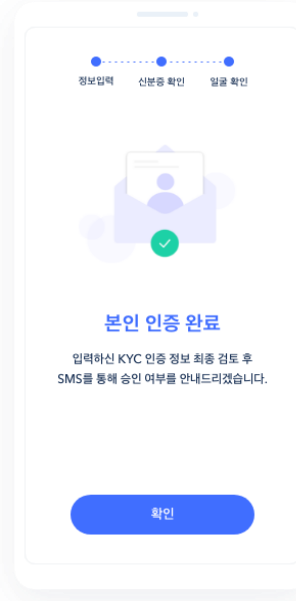 정보입력 신분증 확인 얼굴 확인
본인 인증 완료
입력하신 KYC 인증 정보 최종 검토 후
SMS를 통해 승인 여부를 안내드리겠습니다.
확인